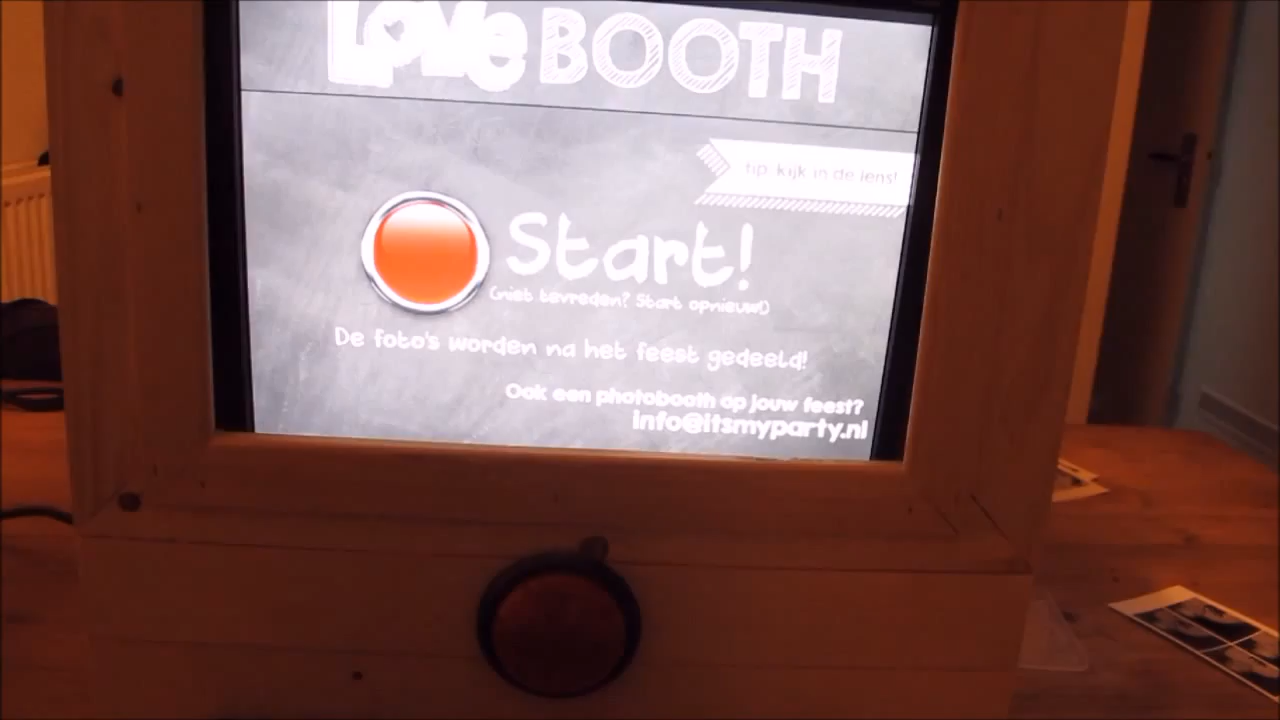 LOVE BOOTH
tip: kijk in de lens!
Start!
(niet tevreden? Start opnieuw!)
De foto's worden na het feest gedeeld!
Ook een photobooth op jouw feest?
info@itsmyparty.nl